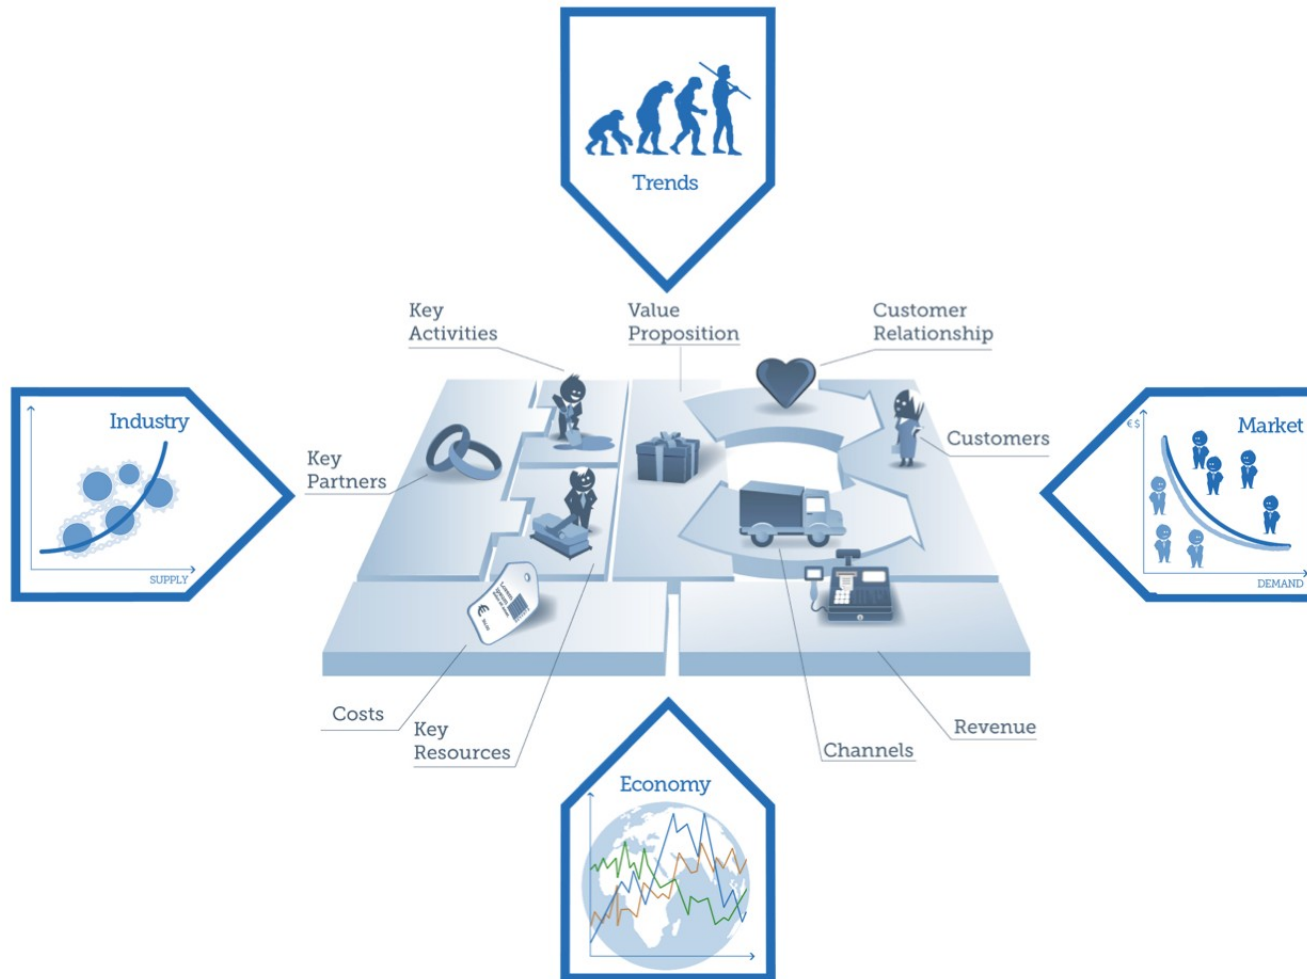 Trends
Key
Activities
Value
Proposition
Customer
Relationship
Industry
SUPPLY
Key
Partners
€ $
Market
DEMAND
Customers
€
Costs
Key
Resources
Channels
Revenue
Economy